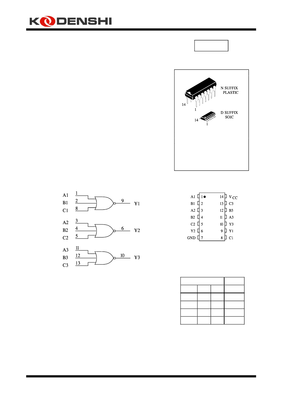 KODENSHI
N SUFFIX
PLASTIC
14
1
D SUFFIX
SOIC
14
1
A1 1
B1 2
C1 8
9 Y1
A2 3
B2 4
C2 5
6 Y2
A3 11
B3 12
C3 13
10 Y3
A1 1 14 VCC
B1 2 13 C3
A2 3 12 B3
B2 4 11 A3
C2 5 10 Y3
Y2 6 9 Y1
GND 7 8 C1